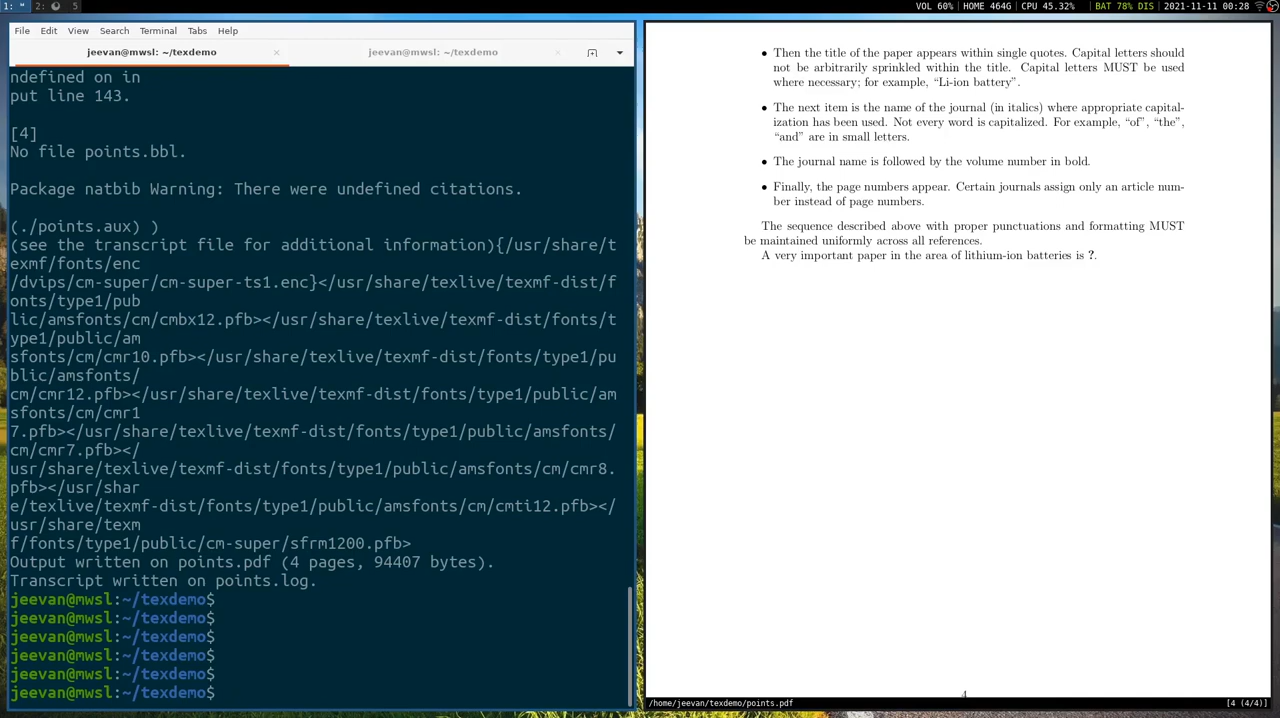 1: " 2: 5 VOL 60% HOME 464G CPU 45.32% BAT 78% DIS 2021-11-11 00:28
File Edit View Search Terminal Tabs Help
jeevan@mwsl: ~/texdemo × jeevan@mwsl: ~/texdemo ×
ndefined on in
put line 143.
[4]
No file points.bbl.
Package natbib Warning: There were undefined citations.
(./points.aux) )
(see the transcript file for additional information){/usr/share/t
exmf/fonts/enc
/dvips/cm-super/cm-super-ts1.enc}</usr/share/texlive/texmf-dist/f
onts/type1/pub
lic/amsfonts/cm/cmbx12.pfb></usr/share/texlive/texmf-dist/fonts/t
ype1/public/am
sfonts/cm/cmr10.pfb></usr/share/texlive/texmf-dist/fonts/type1/pu
blic/amsfonts/
cm/cmr12.pfb></usr/share/texlive/texmf-dist/fonts/type1/public/am
sfonts/cm/cmr1
7.pfb></usr/share/texlive/texmf-dist/fonts/type1/public/amsfonts/
cm/cmr7.pfb></
usr/share/texlive/texmf-dist/fonts/type1/public/amsfonts/cm/cmr8.
pfb></usr/shar
e/texlive/texmf-dist/fonts/type1/public/amsfonts/cm/cmti12.pfb></
usr/share/texm
f/fonts/type1/public/cm-super/sfrm1200.pfb>
Output written on points.pdf (4 pages, 94407 bytes).
Transcript written on points.log.
jeevan@mwsl:~/texdemo$
jeevan@mwsl:~/texdemo$
jeevan@mwsl:~/texdemo$
jeevan@mwsl:~/texdemo$
jeevan@mwsl:~/texdemo$
jeevan@mwsl:~/texdemo$
• Then the title of the paper appears within single quotes. Capital letters should
not be arbitrarily sprinkled within the title. Capital letters MUST be used
where necessary; for example, “Li-ion battery”.
• The next item is the name of the journal (in italics) where appropriate capital-
ization has been used. Not every word is capitalized. For example, “of”, “the”,
“and” are in small letters.
• The journal name is followed by the volume number in bold.
• Finally, the page numbers appear. Certain journals assign only an article num-
ber instead of page numbers.
The sequence described above with proper punctuations and formatting MUST
be maintained uniformly across all references.
A very important paper in the area of lithium-ion batteries is ?.
4
/home/jeevan/texdemo/points.pdf [4 (4/4)]